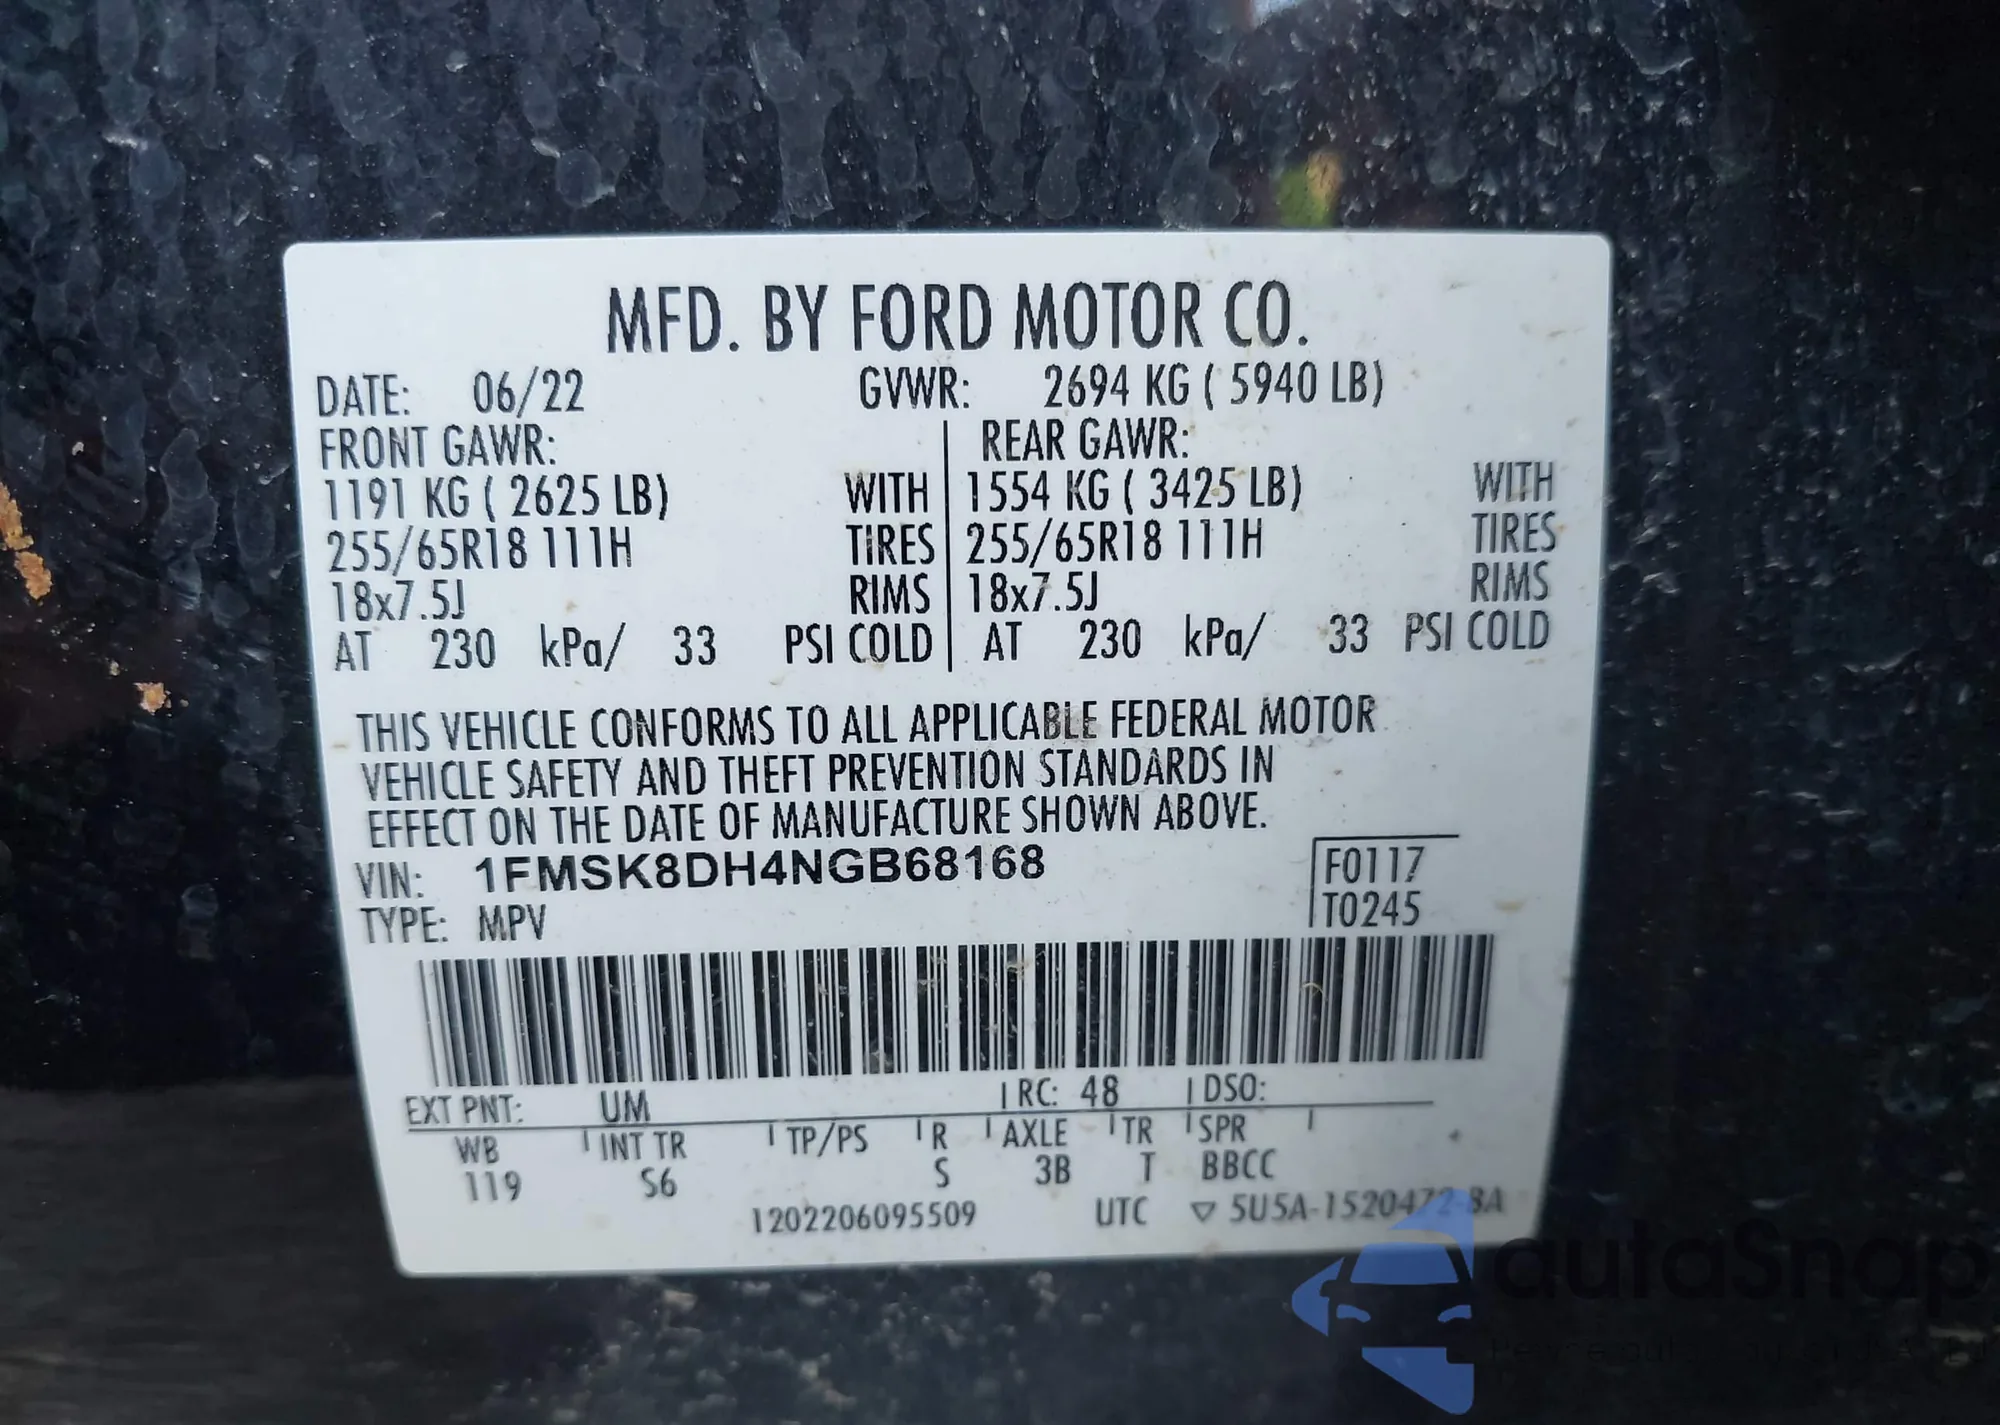 MFD. BY FORD MOTOR CO.
DATE: 06/22 GVWR: 2694 KG ( 5940 LB)
FRONT GAWR: REAR GAWR:
1191 KG ( 2625 LB) WITH 1554 KG ( 3425 LB) WITH
255/65R18 111H TIRES 255/65R18 111H TIRES
18x7.5J RIMS 18x7.5J RIMS
AT 230 kPa/ 33 PSI COLD AT 230 kPa/ 33 PSI COLD
THIS VEHICLE CONFORMS TO ALL APPLICABLE FEDERAL MOTOR
VEHICLE SAFETY AND THEFT PREVENTION STANDARDS IN
EFFECT ON THE DATE OF MANUFACTURE SHOWN ABOVE.
VIN: 1FMSK8DH4NGB68168 F0117
TYPE: MPV T0245
EXT PNT: UM RC: 48 DSO:
WB INT TR TP/PS R AXLE TR SPR
119 S6 S 3B T BBCC
1202206095509 UTC ▽ 5U5A-1520472-BA
autaSnap